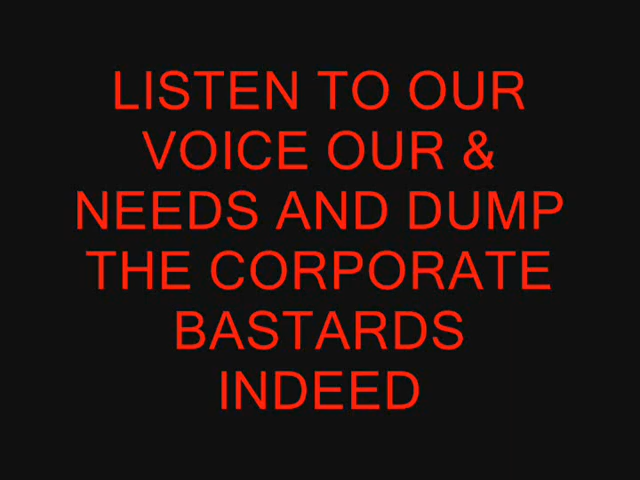 LISTEN TO OUR
VOICE OUR &
NEEDS AND DUMP
THE CORPORATE
BASTARDS
INDEED